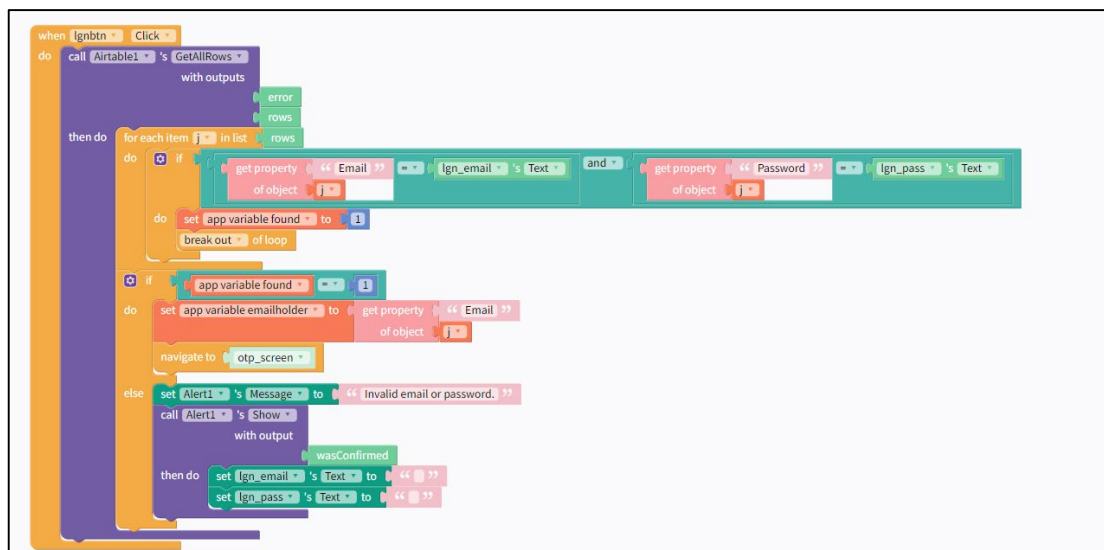 when lgnbtn Click
do call Airtable1 's GetAllRows
with outputs
error
rows
then do for each item j in list rows
do if get property “ Email ” = lgn_email 's Text and get property “ Password ” = lgn_pass 's Text
of object j of object j
do set app variable found to 1
break out of loop
if app variable found = 1
do set app variable emailholder to get property “ Email ”
of object j
navigate to otp_screen
else set Alert1 's Message to “ Invalid email or password. ”
call Alert1 's Show
with output
wasConfirmed
then do set lgn_email 's Text to “ ”
set lgn_pass 's Text to “ ”